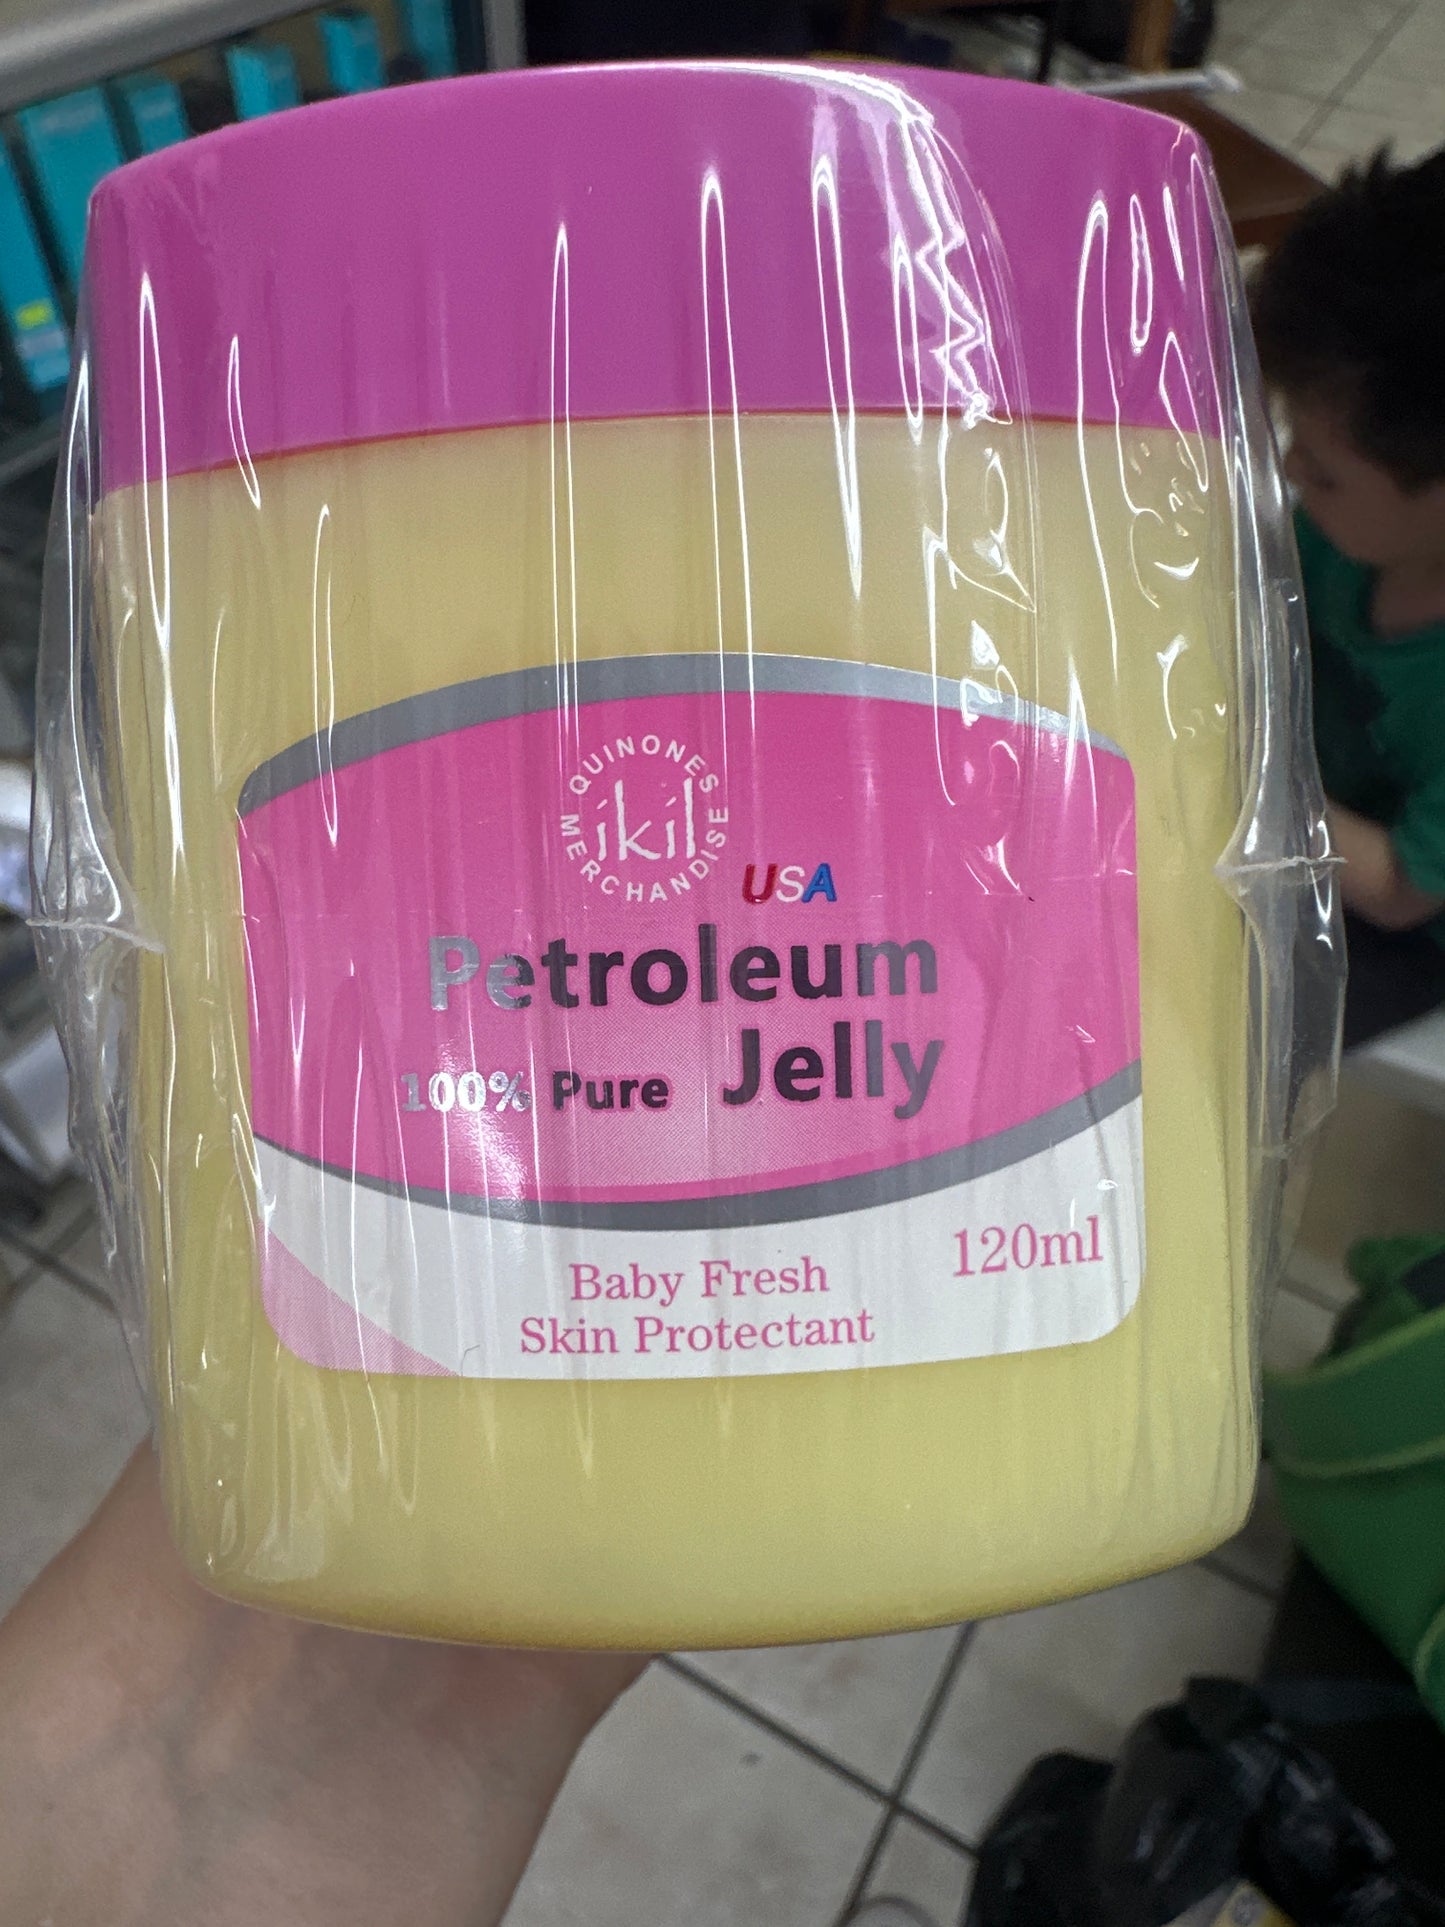 QUINONES
ikil
MERCHANDISE
USA
Petroleum
100% Pure Jelly
Baby Fresh
Skin Protectant
120ml